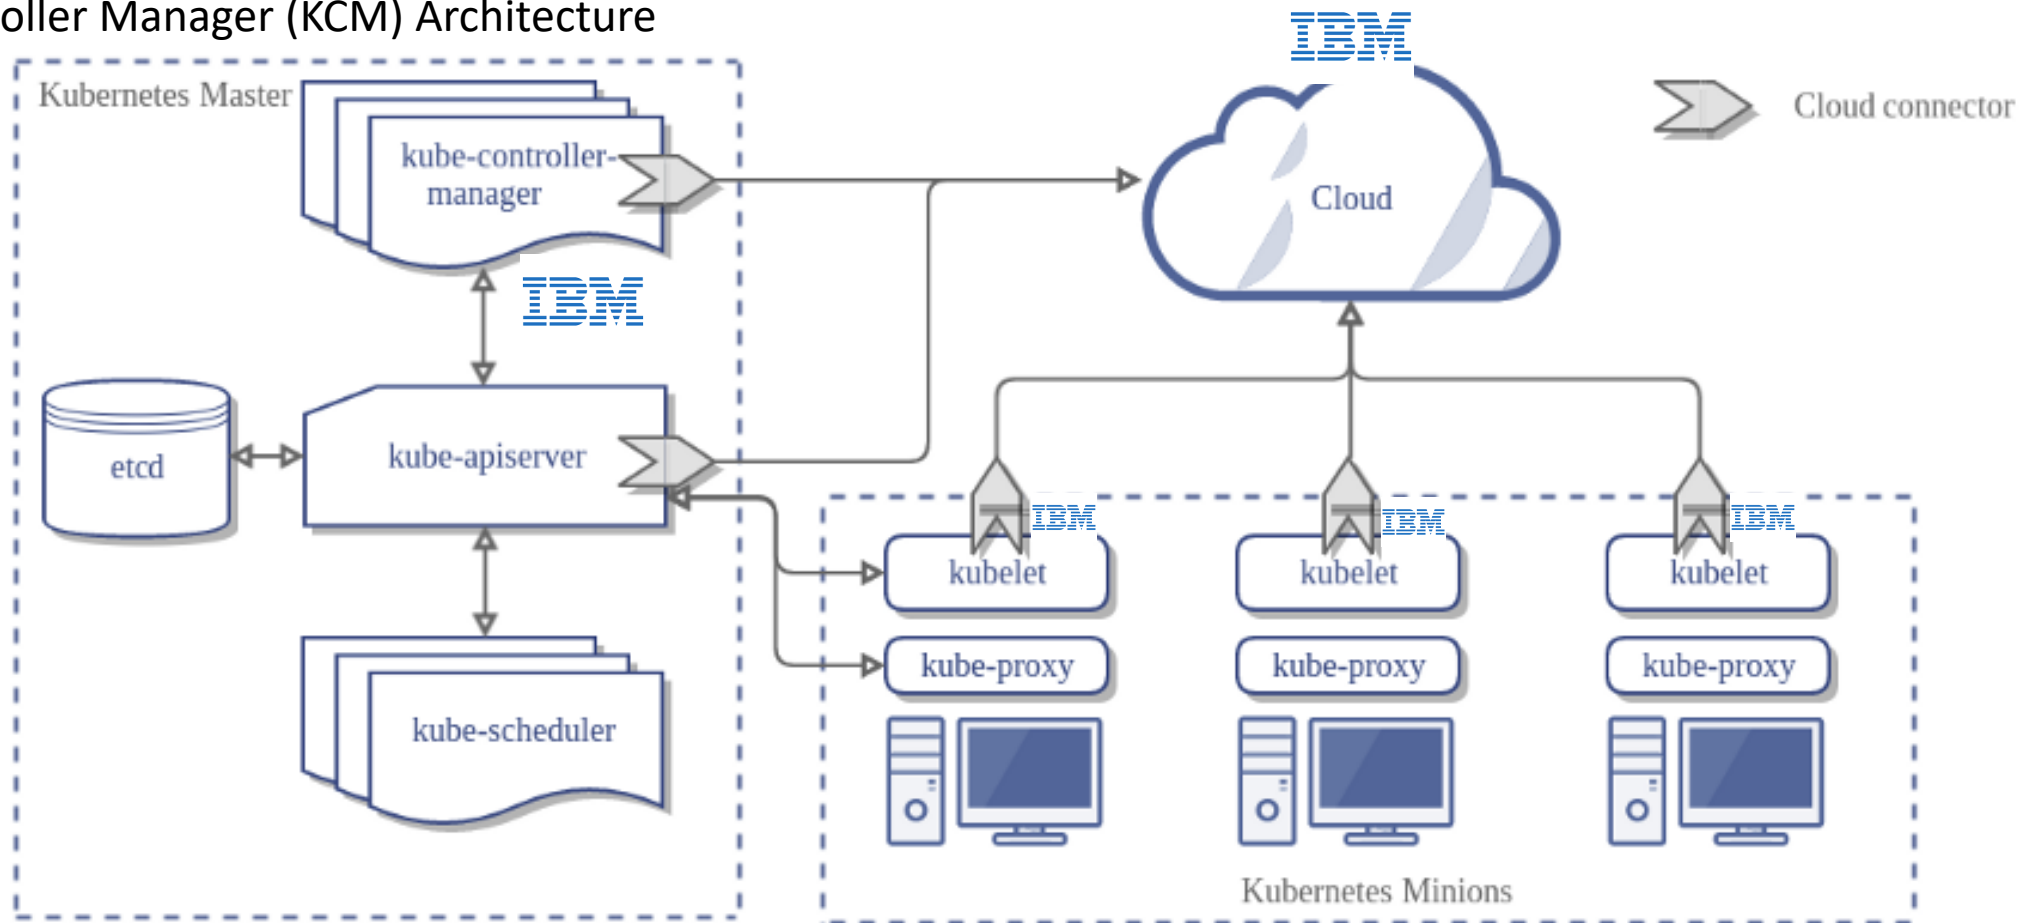 oller Manager (KCM) Architecture
IBM
Kubernetes Master
Cloud connector
kube-controller-
manager
Cloud
IBM
etcd
kube-apiserver
IBM
IBM
IBM
kubelet
kubelet
kubelet
kube-proxy
kube-proxy
kube-proxy
kube-scheduler
Kubernetes Minions